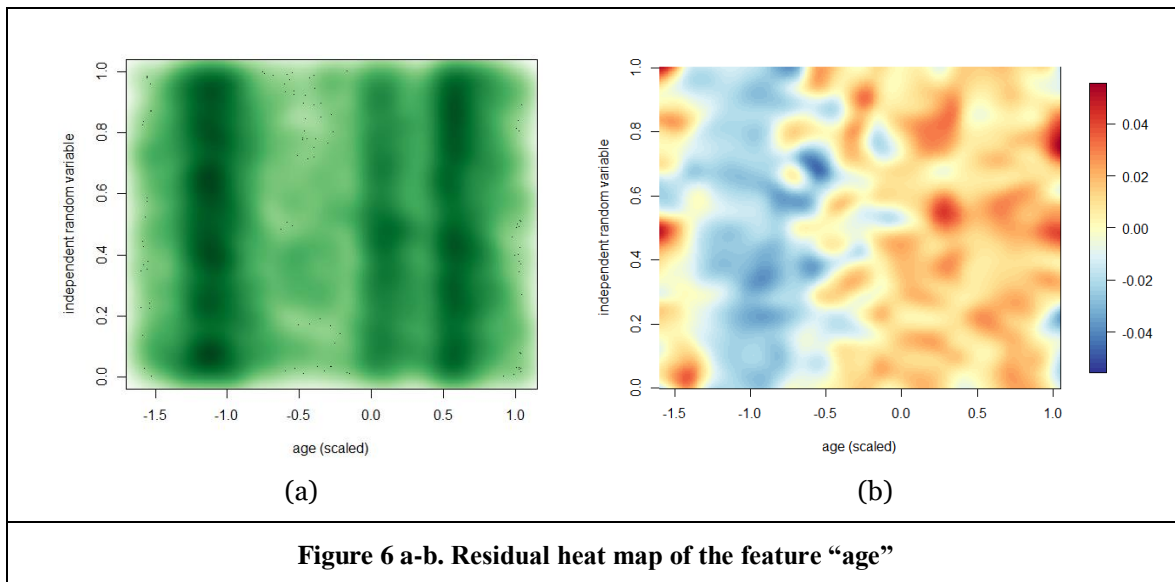 independent random variable
1.0
0.8
0.6
0.4
0.2
0.0
-1.5 -1.0 -0.5 0.0 0.5 1.0
age (scaled)
(a)
independent random variable
1.0
0.8
0.6
0.4
0.2
0.0
-1.5 -1.0 -0.5 0.0 0.5 1.0
age (scaled)
0.04
0.02
0.00
-0.02
-0.04
(b)
Figure 6 a-b. Residual heat map of the feature “age”